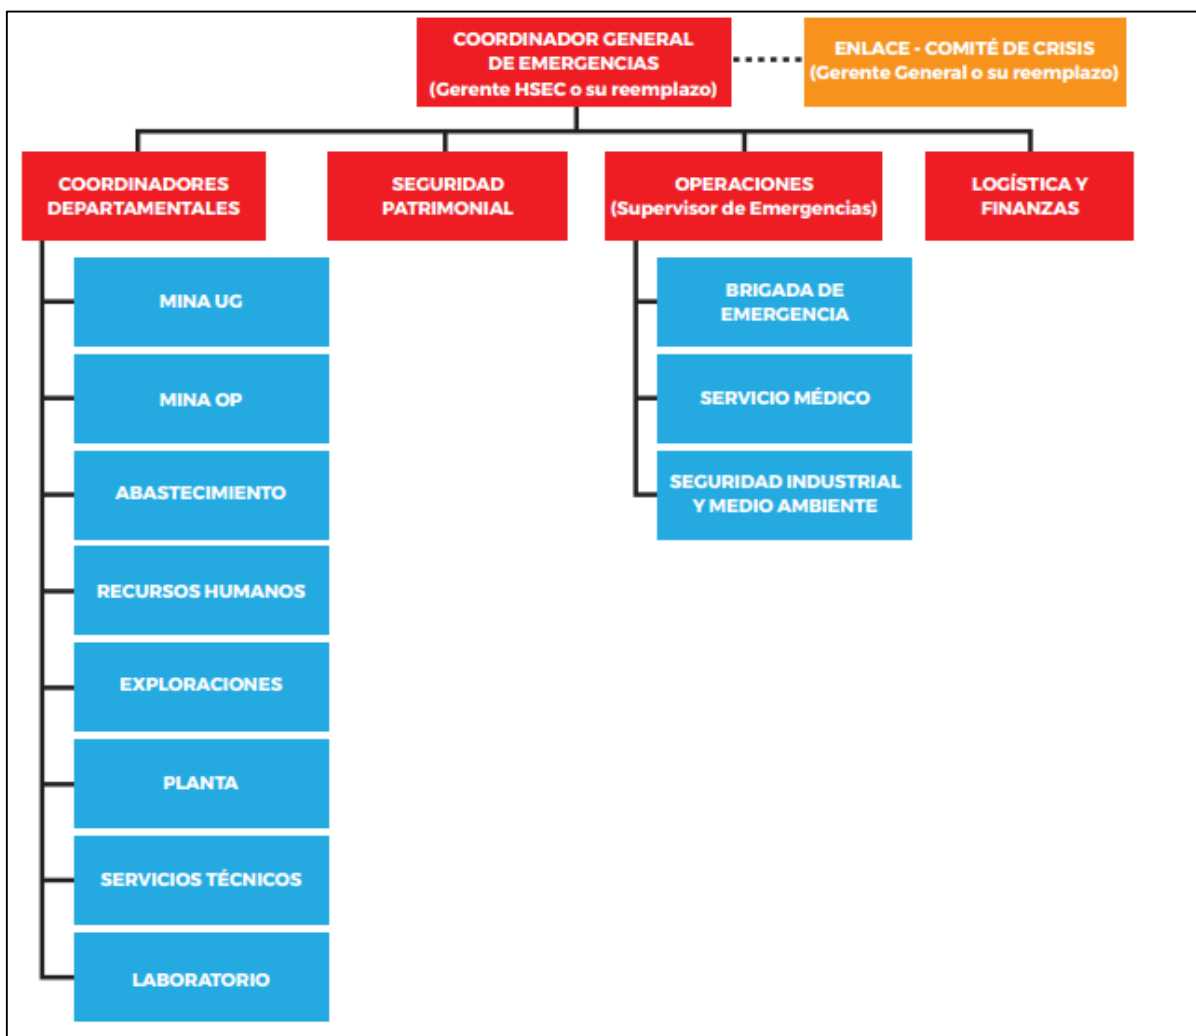 COORDINADOR GENERAL
DE EMERGENCIAS
(Gerente HSEC o su reemplazo)
ENLACE - COMITÉ DE CRISIS
(Gerente General o su reemplazo)
COORDINADORES
DEPARTAMENTALES
SEGURIDAD
PATRIMONIAL
OPERACIONES
(Supervisor de Emergencias)
LOGÍSTICA Y
FINANZAS
MINA UG
MINA OP
ABASTECIMIENTO
RECURSOS HUMANOS
EXPLORACIONES
PLANTA
SERVICIOS TÉCNICOS
LABORATORIO
BRIGADA DE
EMERGENCIA
SERVICIO MÉDICO
SEGURIDAD INDUSTRIAL
Y MEDIO AMBIENTE